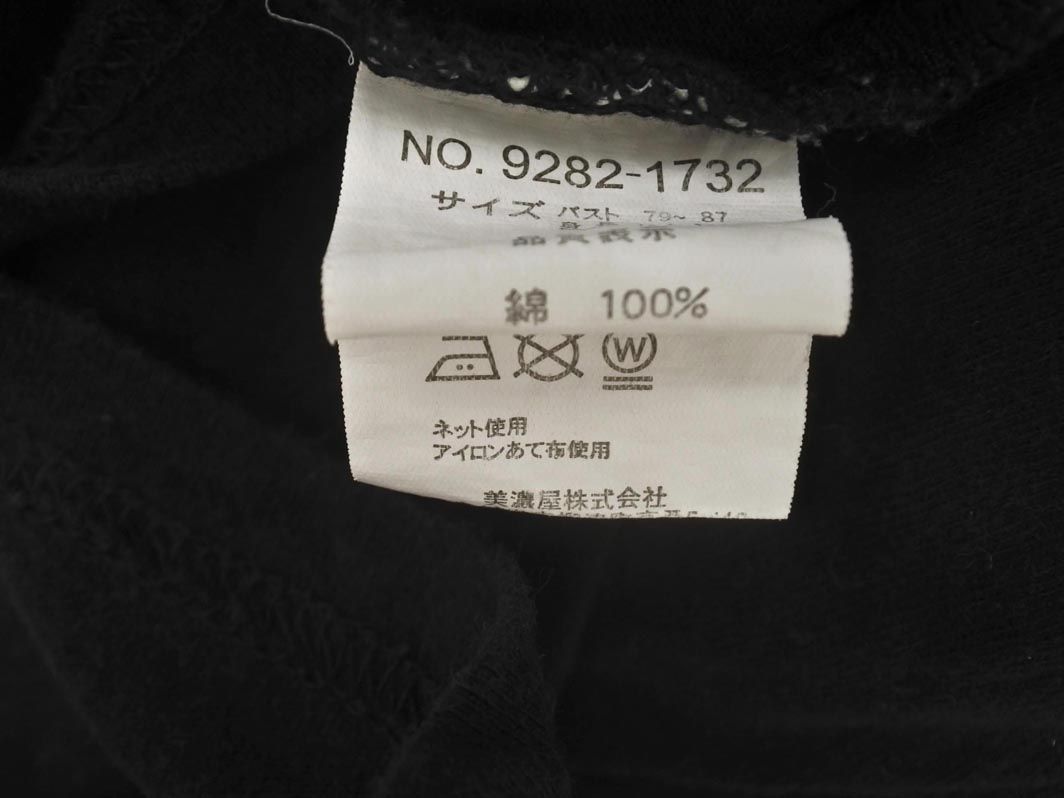 NO. 9282-1732
サイズ バスト 79~ 87
品質表示
綿 100%
W
ネット使用
アイロンあて布使用
美濃屋株式会社